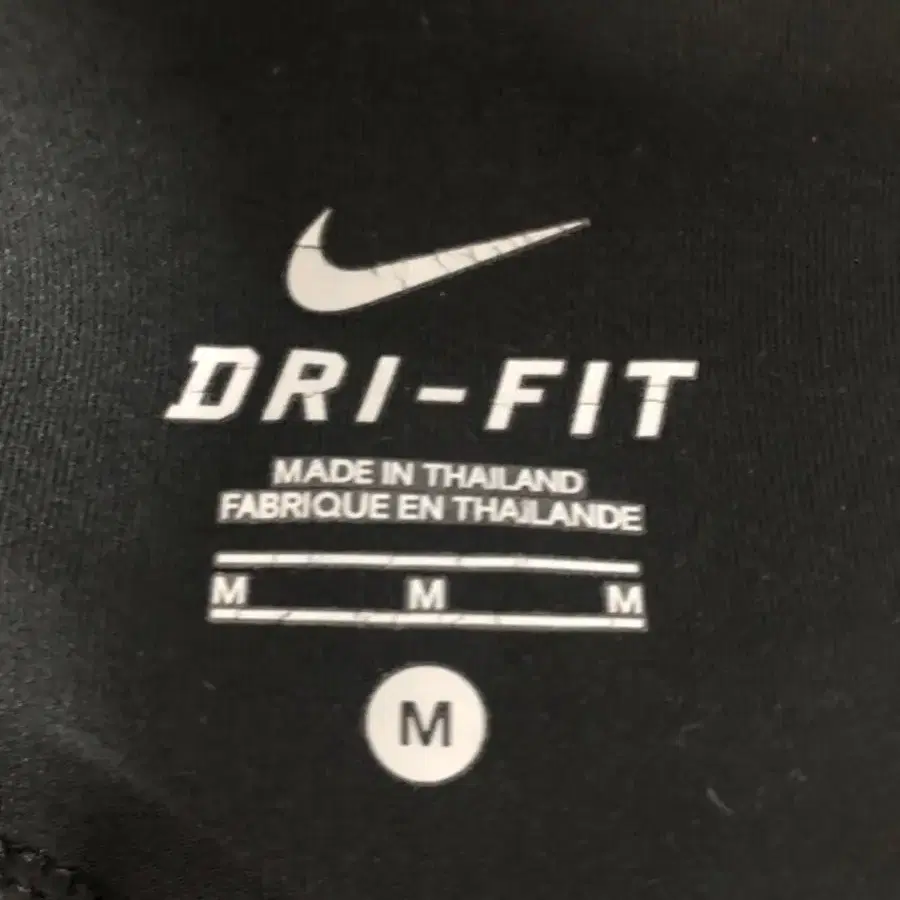 DRI-FIT
MADE IN THAILAND
FABRIQUE EN THAILANDE
M M M
M